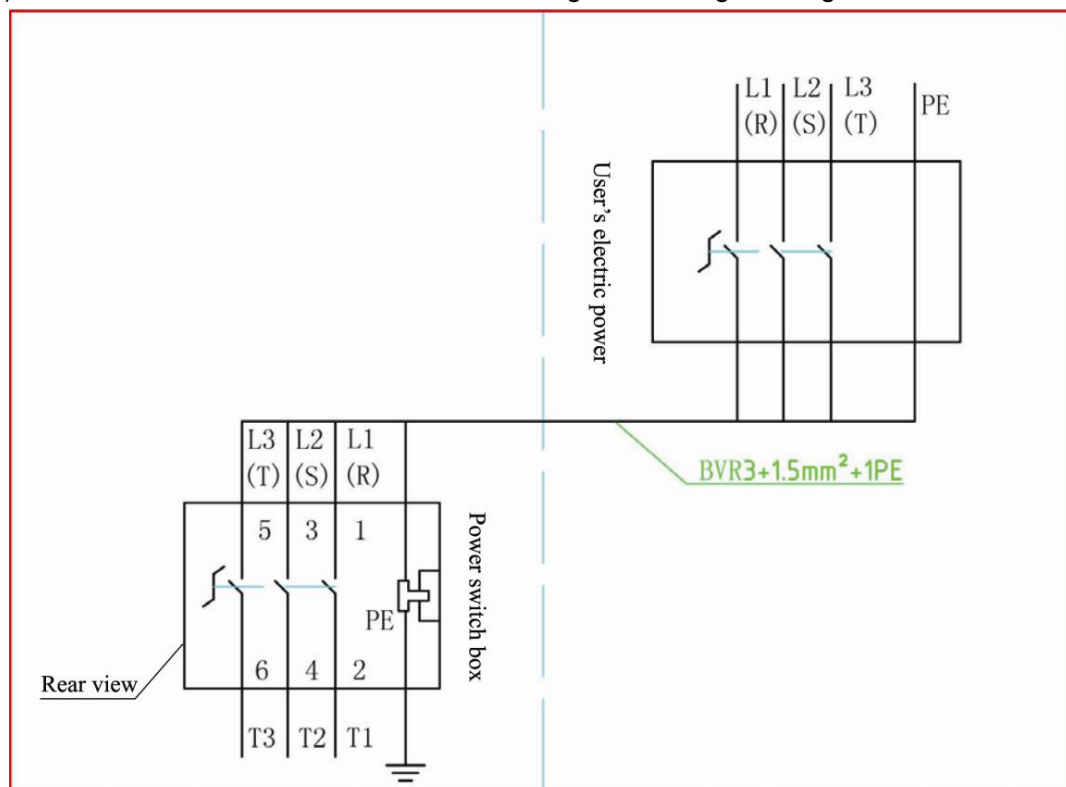 L1 L2 L3 PE
(R) (S) (T)
User's electric power
BVR3+1.5mm²+1PE
L3 L2 L1
(T) (S) (R)
5 3 1
Power switch box
PE
6 4 2
Rear view
T3 T2 T1